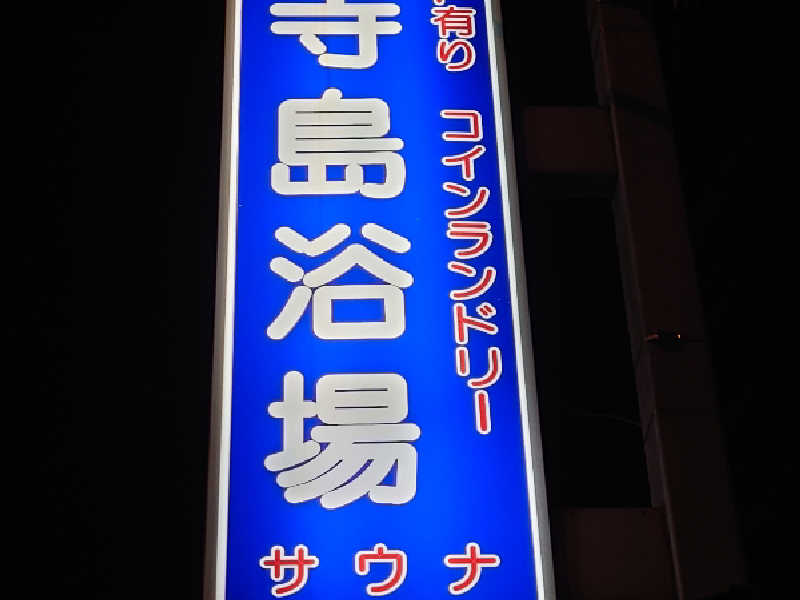 有り コインランドリー
寺島浴場
サウナ